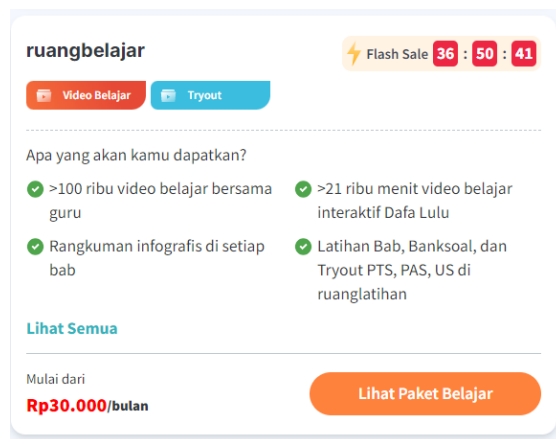 ruangbelajar
Flash Sale 36 : 50 : 41
Video Belajar
Tryout
Apa yang akan kamu dapatkan?
>100 ribu video belajar bersama
guru
>21 ribu menit video belajar
interaktif Dafa Lulu
Rangkuman infografis di setiap
bab
Latihan Bab, Banksoal, dan
Tryout PTS, PAS, US di
ruanglatihan
Lihat Semua
Mulai dari
Rp30.000/bulan
Lihat Paket Belajar